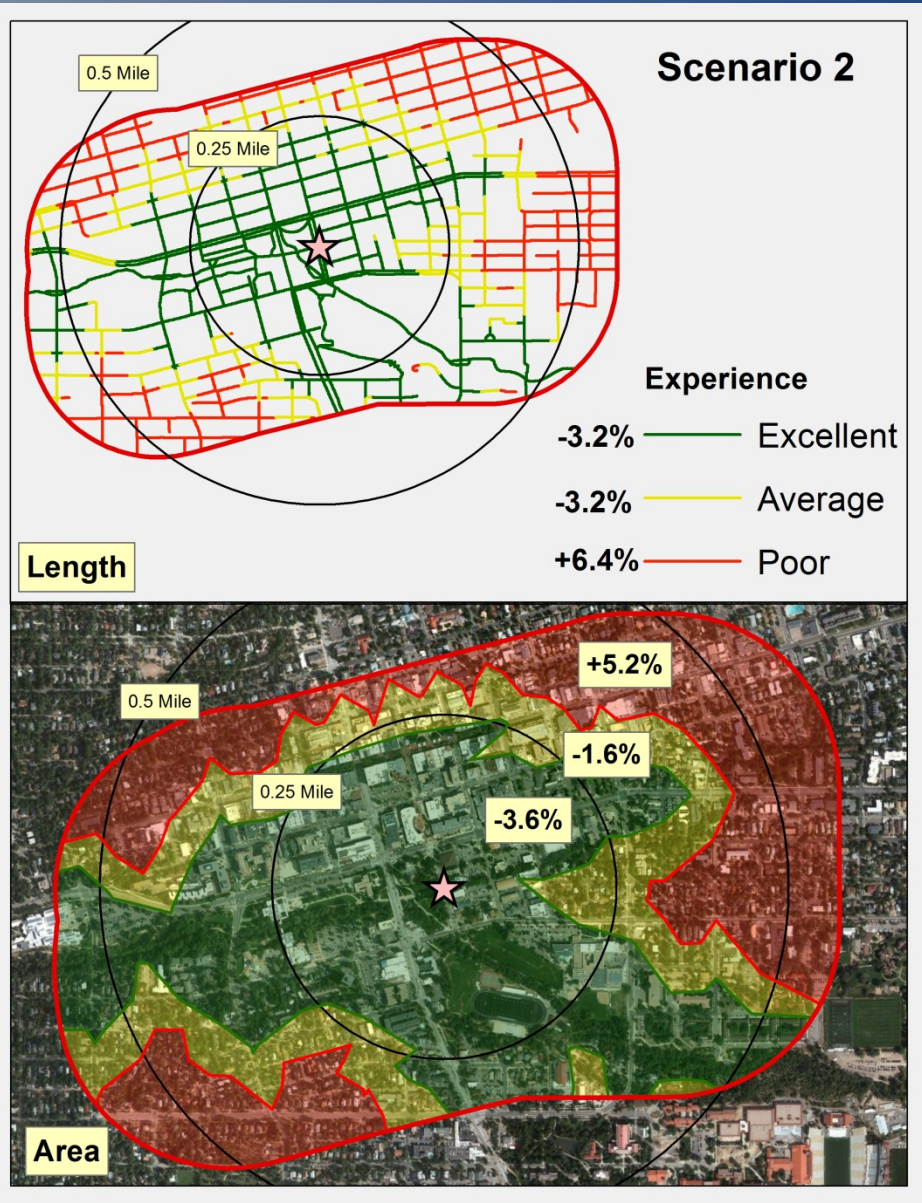 0.5 Mile
Scenario 2
0.25 Mile
Experience
-3.2% Excellent
-3.2% Average
+6.4% Poor
Length
+5.2%
0.5 Mile
-1.6%
0.25 Mile
-3.6%
Area